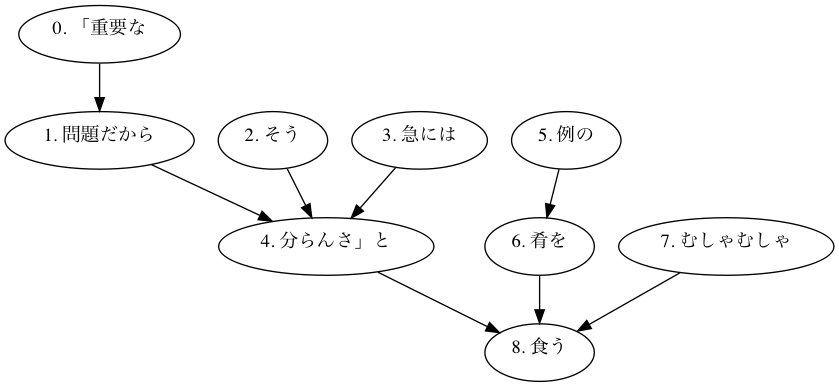 0. 「重要な
1. 問題だから
2. そう
3. 急には
5. 例の
4. 分らんさ」と
6. 肴を
7. むしゃむしゃ
8. 食う